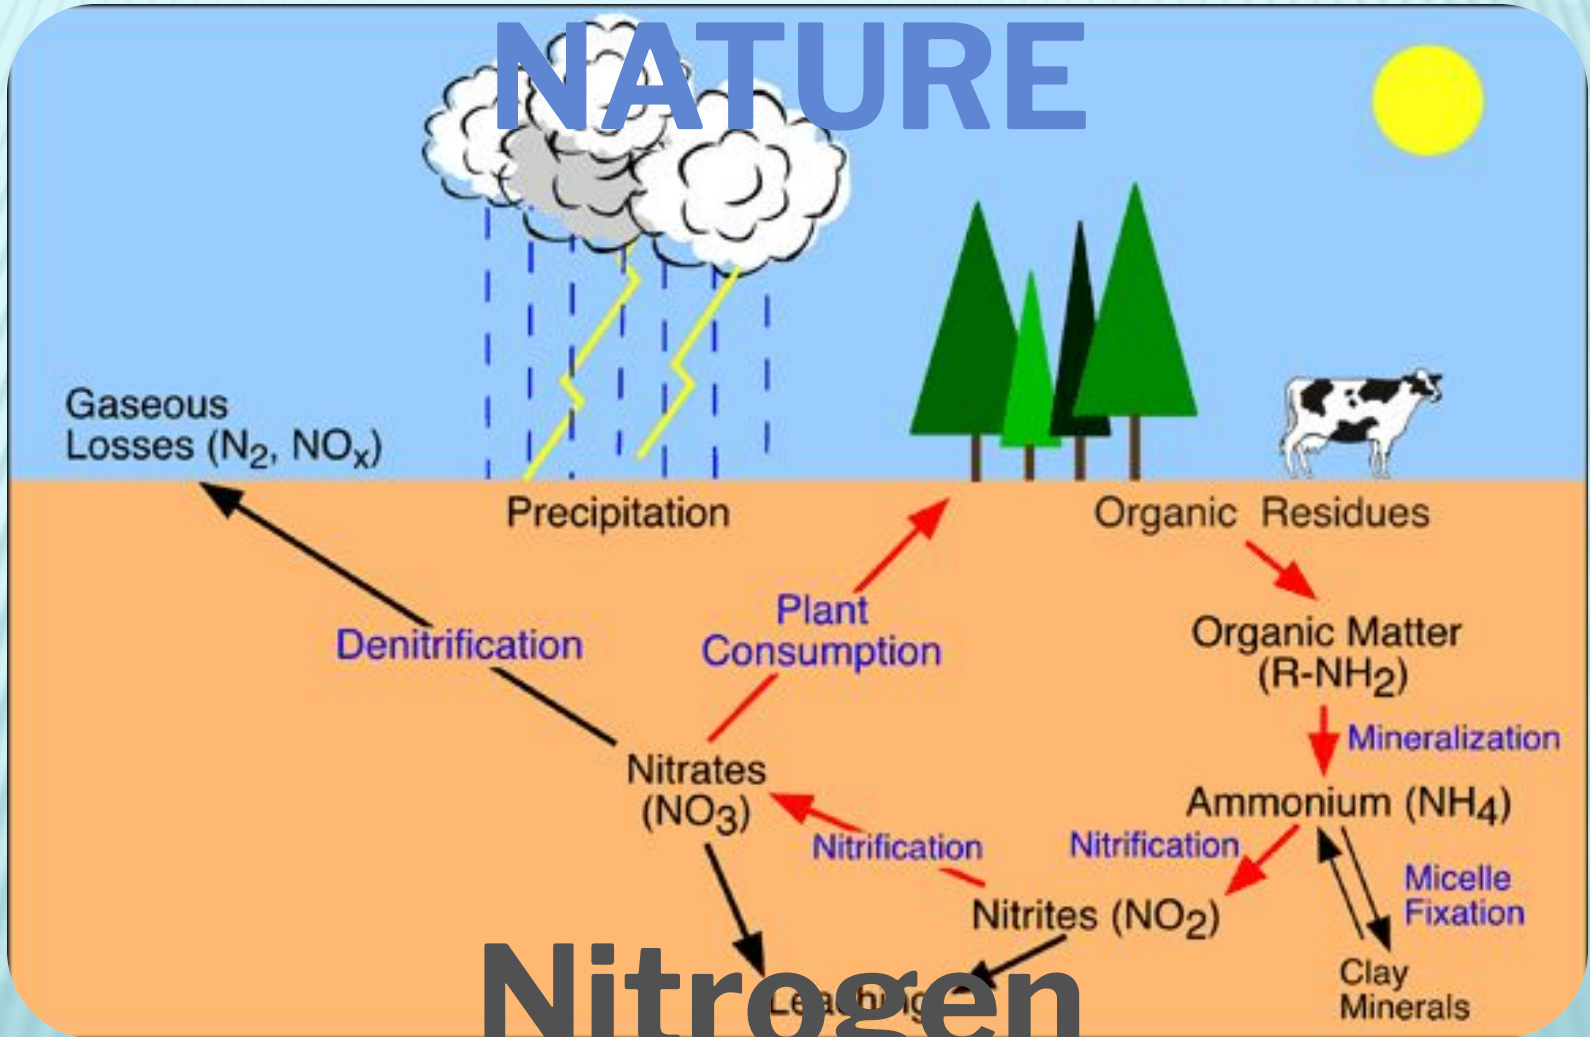 NATURE
Gaseous
Losses (N₂, NOₓ)
Precipitation
Organic Residues
Plant
Consumption
Denitrification
Organic Matter
(R-NH₂)
Mineralization
Nitrates
(NO₃)
Ammonium (NH₄)
Nitrification
Nitrification
Micelle
Fixation
Nitrites (NO₂)
Clay
Minerals
Leaching
Nitrogen